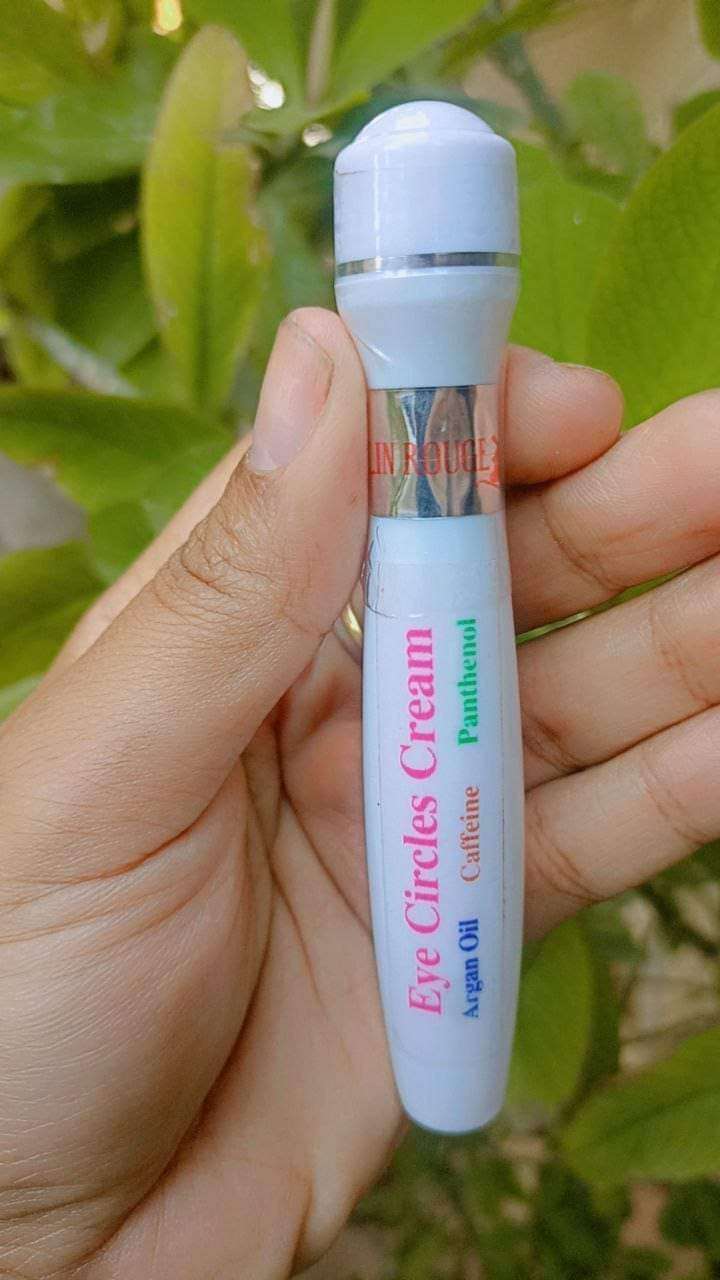 LIN ROUGE
Eye Circles Cream
Argan Oil Caffeine Panthenol